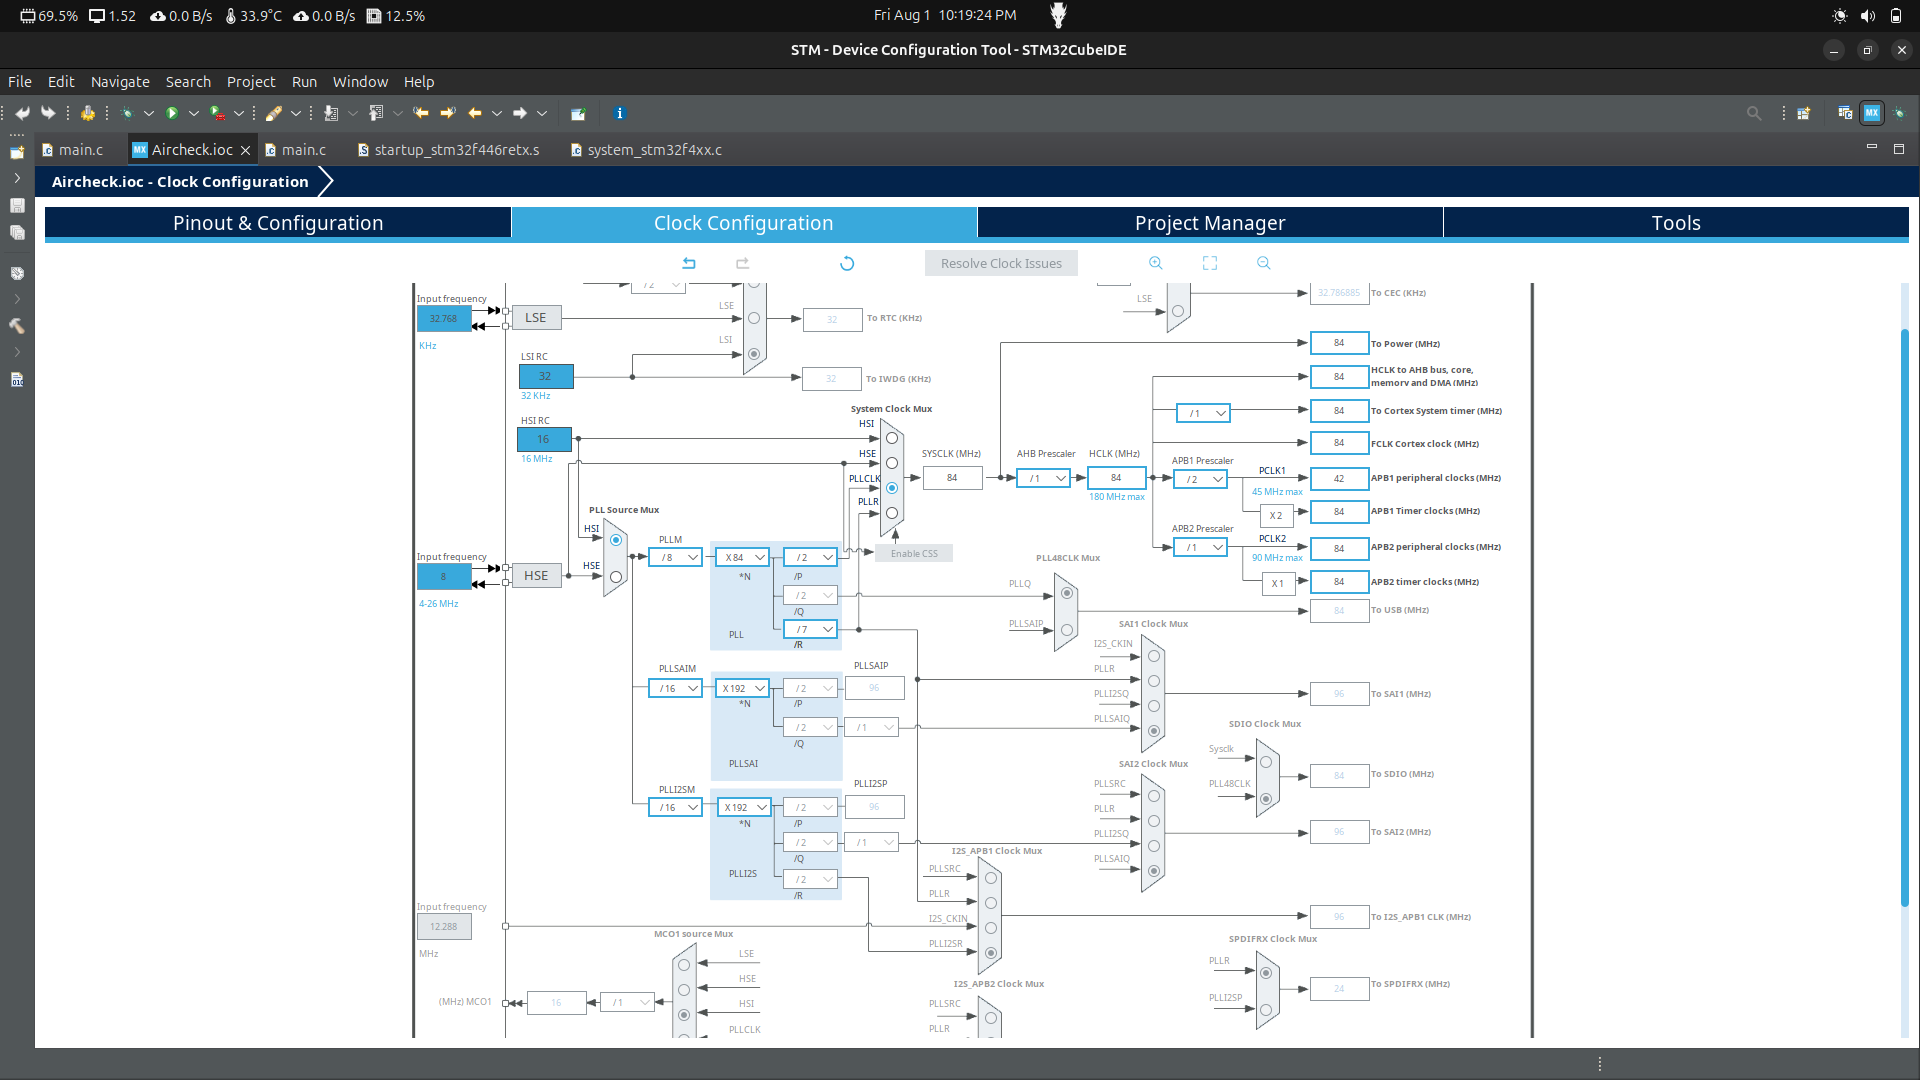 69.5% 1.52 0.0 B/s 33.9°C 0.0 B/s 12.5%
Fri Aug 1 10:19:24 PM
STM - Device Configuration Tool - STM32CubeIDE
File Edit Navigate Search Project Run Window Help
main.c Aircheck.ioc main.c startup_stm32f446retx.s system_stm32f4xx.c
Aircheck.ioc - Clock Configuration
Pinout & Configuration Clock Configuration Project Manager Tools
Resolve Clock Issues
Input frequency
32.768
KHz
LSE
/ 2
LSE
LSI
32 To RTC (KHz)
LSE
32.786885 To CEC (KHz)
LSI RC
32
32 KHz
32 To IWDG (KHz)
84 To Power (MHz)
84 HCLK to AHB bus, core,
memory and DMA (MHz)
/ 1
84 To Cortex System timer (MHz)
84 FCLK Cortex clock (MHz)
HSI RC
16
16 MHz
System Clock Mux
HSI
HSE
PLLCLK
PLLR
SYSCLK (MHz)
84
AHB Prescaler
/ 1
HCLK (MHz)
84
180 MHz max
APB1 Prescaler
/ 2
PCLK1
45 MHz max
42 APB1 peripheral clocks (MHz)
X 2
84 APB1 Timer clocks (MHz)
APB2 Prescaler
/ 1
PCLK2
90 MHz max
84 APB2 peripheral clocks (MHz)
X 1
84 APB2 timer clocks (MHz)
Enable CSS
PLL Source Mux
HSI
HSE
Input frequency
8
4-26 MHz
HSE
PLLM
/ 8
X 84
*N
/ 2
/P
/ 2
/Q
/ 7
/R
PLL
PLL48CLK Mux
PLLQ
PLLSAIP
84 To USB (MHz)
PLLSAIM
/ 16
X 192
*N
/ 2
/P
/ 2
/Q
PLLSAIP
96
/ 1
PLLSAI
SAI1 Clock Mux
I2S_CKIN
PLLR
PLLI2SQ
PLLSAIQ
96 To SAI1 (MHz)
SDIO Clock Mux
Sysclk
PLL48CLK
84 To SDIO (MHz)
PLLI2SM
/ 16
X 192
*N
/ 2
/P
/ 2
/Q
/ 2
/R
PLLI2SP
96
/ 1
PLLI2S
SAI2 Clock Mux
PLLSRC
PLLR
PLLI2SQ
PLLSAIQ
96 To SAI2 (MHz)
I2S_APB1 Clock Mux
PLLSRC
PLLR
I2S_CKIN
PLLI2SR
96 To I2S_APB1 CLK (MHz)
Input frequency
12.288
MHz
MCO1 source Mux
LSE
HSE
HSI
PLLCLK
(MHz) MCO1 16 / 1
I2S_APB2 Clock Mux
PLLSRC
PLLR
SPDIFRX Clock Mux
PLLR
PLLI2SP
24 To SPDIFRX (MHz)